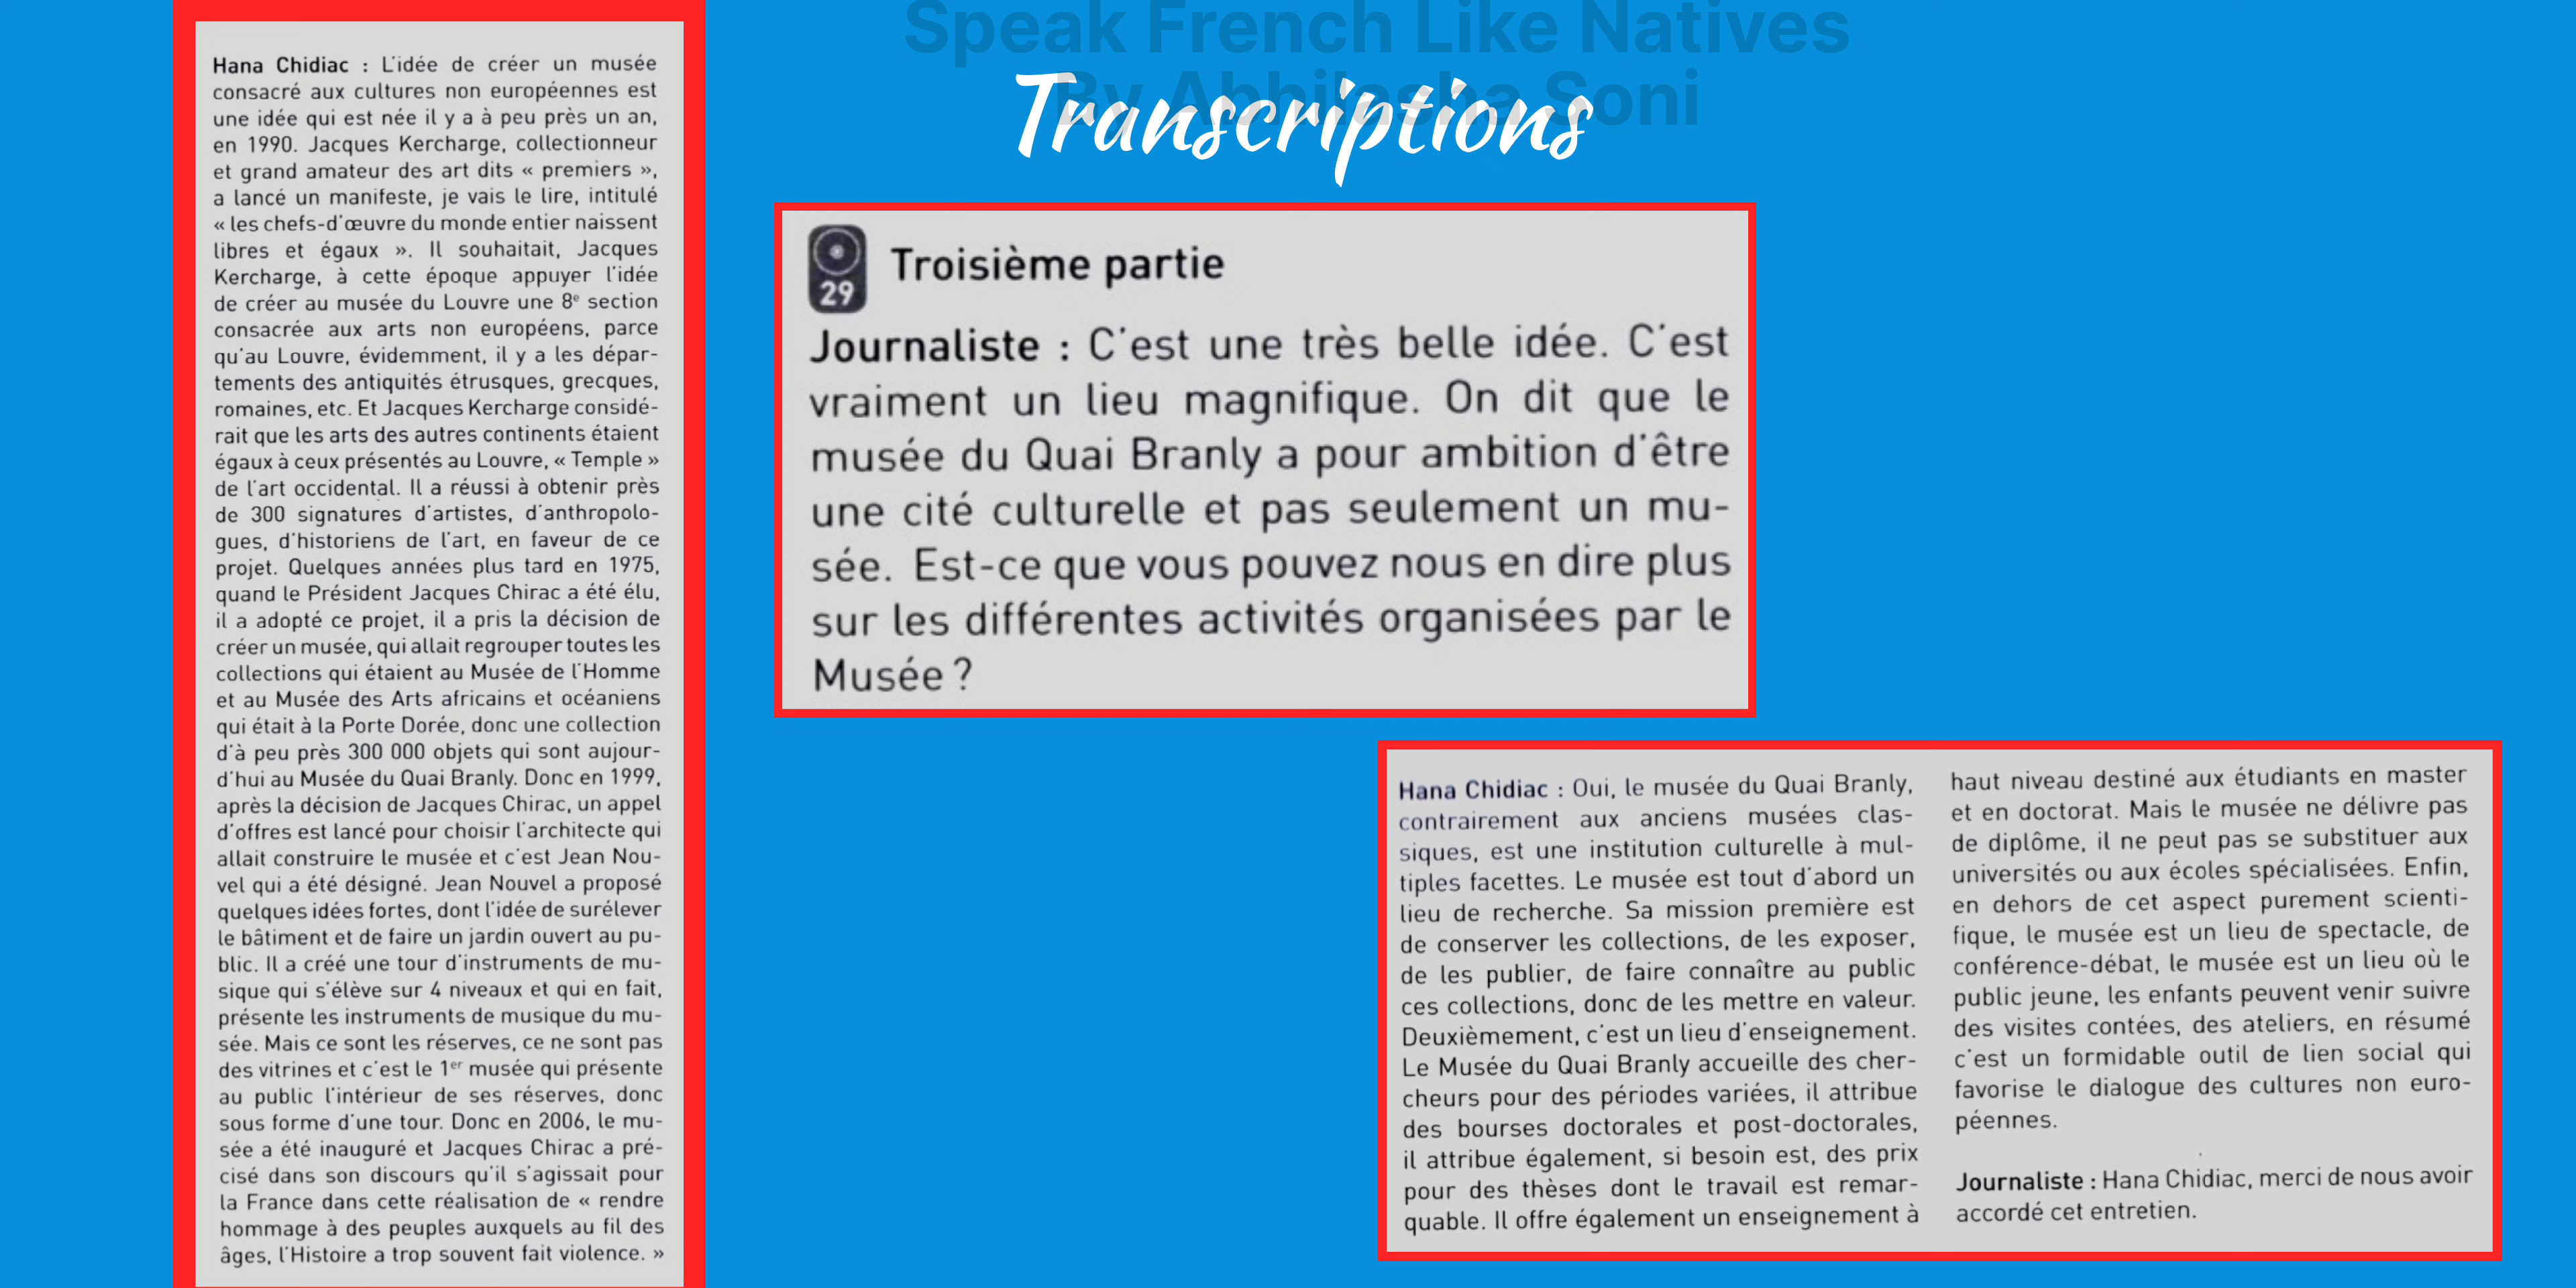 Speak French Like Natives
By Abhilasha Soni
Transcriptions
Hana Chidiac : L'idée de créer un musée
consacré aux cultures non européennes est
une idée qui est née il y a à peu près un an,
en 1990. Jacques Kercharge, collectionneur
et grand amateur des art dits « premiers »,
a lancé un manifeste, je vais le lire, intitulé
« les chefs-d'œuvre du monde entier naissent
libres et égaux ». Il souhaitait, Jacques
Kercharge, à cette époque appuyer l'idée
de créer au musée du Louvre une 8e section
consacrée aux arts non européens, parce
qu'au Louvre, évidemment, il y a les dépar-
tements des antiquités étrusques, grecques,
romaines, etc. Et Jacques Kercharge considé-
rait que les arts des autres continents étaient
égaux à ceux présentés au Louvre, « Temple »
de l'art occidental. Il a réussi à obtenir près
de 300 signatures d'artistes, d'anthropolo-
gues, d'historiens de l'art, en faveur de ce
projet. Quelques années plus tard en 1975,
quand le Président Jacques Chirac a été élu,
il a adopté ce projet, il a pris la décision de
créer un musée, qui allait regrouper toutes les
collections qui étaient au Musée de l'Homme
et au Musée des Arts africains et océaniens
qui était à la Porte Dorée, donc une collection
d'à peu près 300 000 objets qui sont aujour-
d'hui au Musée du Quai Branly. Donc en 1999,
après la décision de Jacques Chirac, un appel
d'offres est lancé pour choisir l'architecte qui
allait construire le musée et c'est Jean Nou-
vel qui a été désigné. Jean Nouvel a proposé
quelques idées fortes, dont l'idée de surélever
le bâtiment et de faire un jardin ouvert au pu-
blic. Il a créé une tour d'instruments de mu-
sique qui s'élève sur 4 niveaux et qui en fait,
présente les instruments de musique du mu-
sée. Mais ce sont les réserves, ce ne sont pas
des vitrines et c'est le 1er musée qui présente
au public l'intérieur de ses réserves, donc
sous forme d'une tour. Donc en 2006, le mu-
sée a été inauguré et Jacques Chirac a pré-
cisé dans son discours qu'il s'agissait pour
la France dans cette réalisation de « rendre
hommage à des peuples auxquels au fil des
âges, l'Histoire a trop souvent fait violence. »
29
Troisième partie
Journaliste : C'est une très belle idée. C'est
vraiment un lieu magnifique. On dit que le
musée du Quai Branly a pour ambition d'être
une cité culturelle et pas seulement un mu-
sée. Est-ce que vous pouvez nous en dire plus
sur les différentes activités organisées par le
Musée ?
Hana Chidiac : Oui, le musée du Quai Branly,
contrairement aux anciens musées clas-
siques, est une institution culturelle à mul-
tiples facettes. Le musée est tout d'abord un
lieu de recherche. Sa mission première est
de conserver les collections, de les exposer,
de les publier, de faire connaître au public
ces collections, donc de les mettre en valeur.
Deuxièmement, c'est un lieu d'enseignement.
Le Musée du Quai Branly accueille des cher-
cheurs pour des périodes variées, il attribue
des bourses doctorales et post-doctorales,
il attribue également, si besoin est, des prix
pour des thèses dont le travail est remar-
quable. Il offre également un enseignement à
haut niveau destiné aux étudiants en master
et en doctorat. Mais le musée ne délivre pas
de diplôme, il ne peut pas se substituer aux
universités ou aux écoles spécialisées. Enfin,
en dehors de cet aspect purement scienti-
fique, le musée est un lieu de spectacle, de
conférence-débat, le musée est un lieu où le
public jeune, les enfants peuvent venir suivre
des visites contées, des ateliers, en résumé
c'est un formidable outil de lien social qui
favorise le dialogue des cultures non euro-
péennes.
Journaliste : Hana Chidiac, merci de nous avoir
accordé cet entretien.